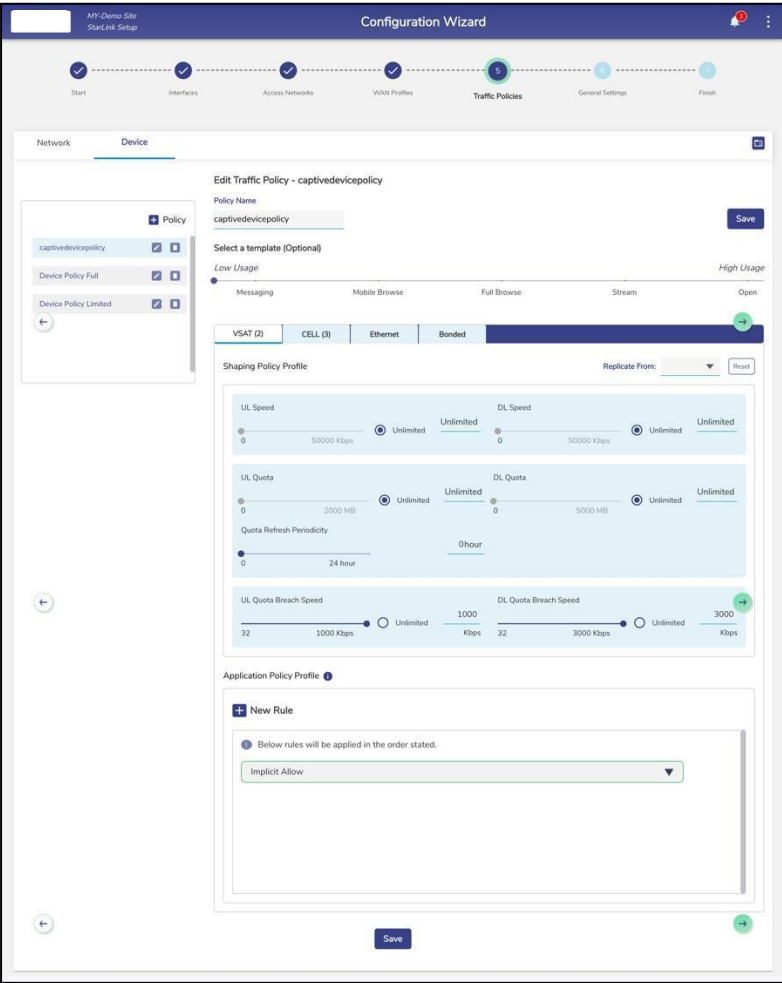 MY-Demo Site
StarLink Setup
Configuration Wizard
3
5
6
7
Start
Interfaces
Access Networks
WAN Profiles
Traffic Policies
General Settings
Finish
Network
Device
Edit Traffic Policy - captivedevicepolicy
Policy Name
Policy
captivedevicepolicy
Save
captivedevicepolicy
Select a template (Optional)
Device Policy Full
Low Usage
High Usage
Messaging
Mobile Browse
Full Browse
Stream
Open
Device Policy Limited
VSAT (2)
CELL (3)
Ethernet
Bonded
Shaping Policy Profile
Replicate From:
Reset
UL Speed
0
50000 Kbps
Unlimited
Unlimited
DL Speed
0
50000 Kbps
Unlimited
Unlimited
UL Quota
0
2000 MB
Unlimited
Unlimited
DL Quota
0
5000 MB
Unlimited
Unlimited
Quota Refresh Periodicity
0
24 hour
0hour
UL Quota Breach Speed
32
1000 Kbps
Unlimited
1000
Kbps
DL Quota Breach Speed
32
3000 Kbps
Unlimited
3000
Kbps
Application Policy Profile
New Rule
Below rules will be applied in the order stated.
Implicit Allow
Save